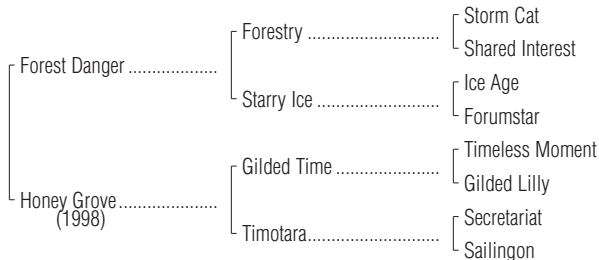 Storm Cat
Forestry ................................
Shared Interest
Forest Danger ......................
Ice Age
Starry Ice ..............................
Forumstar
Timeless Moment
Gilded Time .........................
Gilded Lilly
Honey Grove........................
(1998)
Secretariat
Timotara................................
Sailingon